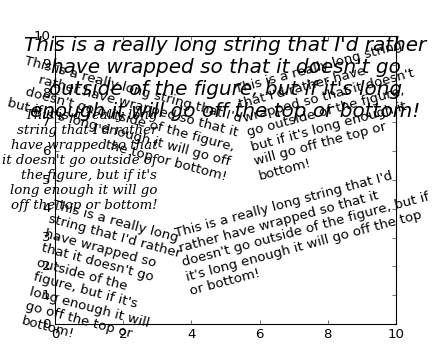 10
This is a really long string that I'd rather
have wrapped so that it doesn't go
outside of the figure, but if it's long
enough it will go off the top or bottom!
This is a really long string that I'd
rather have wrapped so that it
doesn't go outside of the figure,
but if it's long enough it will go off
the top or bottom!
This is a really long string
that I'd rather have
wrapped so that it doesn't
go outside of the figure,
but if it's long enough it
will go off the top or
bottom!
This is a really long
string that I'd rather
have wrapped so that
it doesn't go outside of
the figure, but if it's
long enough it will go
off the top or bottom!
This is a really long
string that I'd rather
have wrapped so
that it doesn't go
outside of the
figure, but if it's
long enough it will
go off the top or
bottom!
This is a really long string that I'd
rather have wrapped so that it
doesn't go outside of the figure, but if
it's long enough it will go off the top
or bottom!
4
3
0 2 4 6 8 10